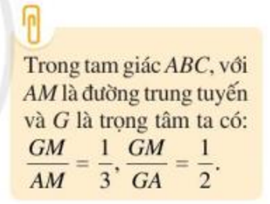 Trong tam giác ABC, với
AM là đường trung tuyến
và G là trọng tâm ta có:
GM/AM = 1/3, GM/GA = 1/2.